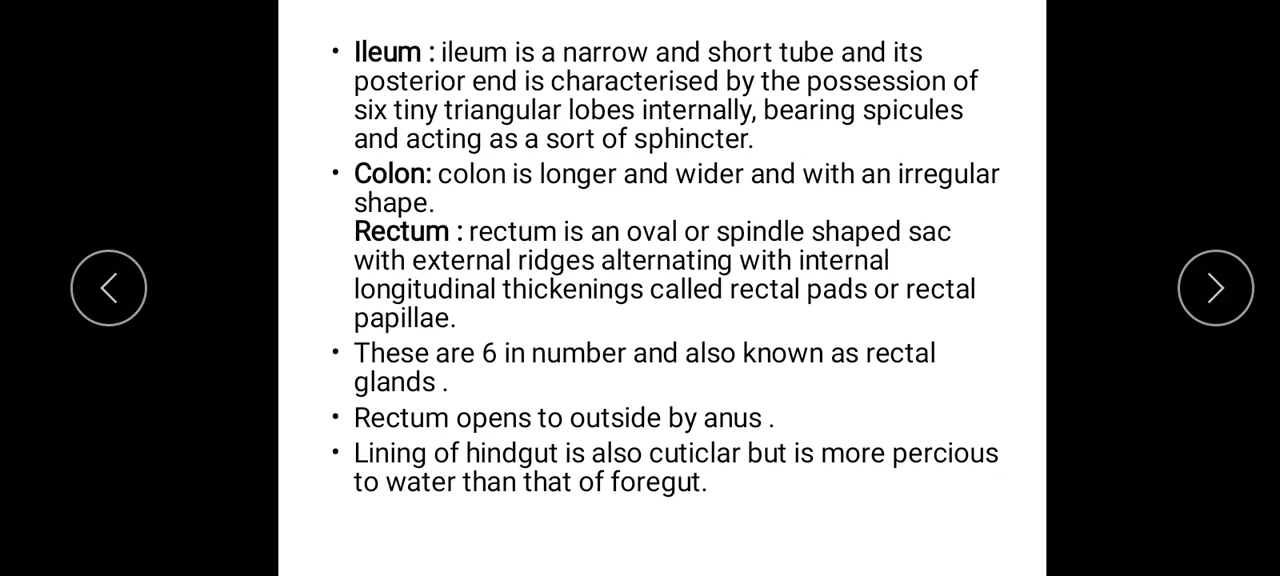 • Ileum : ileum is a narrow and short tube and its
posterior end is characterised by the possession of
six tiny triangular lobes internally, bearing spicules
and acting as a sort of sphincter.
• Colon: colon is longer and wider and with an irregular
shape.
Rectum : rectum is an oval or spindle shaped sac
with external ridges alternating with internal
longitudinal thickenings called rectal pads or rectal
papillae.
• These are 6 in number and also known as rectal
glands .
• Rectum opens to outside by anus .
• Lining of hindgut is also cuticlar but is more percious
to water than that of foregut.